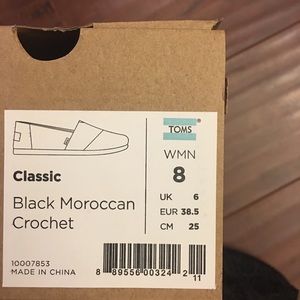 TOMS
WMN
8
Classic
Black Moroccan
Crochet
UK 6
EUR 38.5
CM 25
10007853
MADE IN CHINA
8 89556 00324 2
11